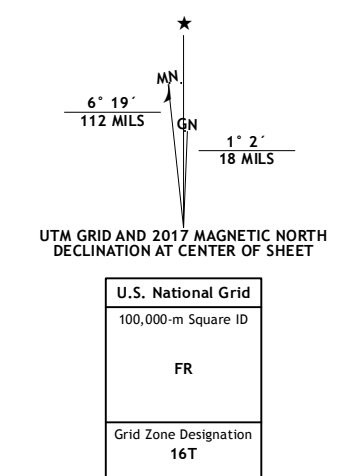 ★
MN
6° 19´
112 MILS
GN
1° 2´
18 MILS
UTM GRID AND 2017 MAGNETIC NORTH
DECLINATION AT CENTER OF SHEET
U.S. National Grid
100,000-m Square ID
FR
Grid Zone Designation
16T